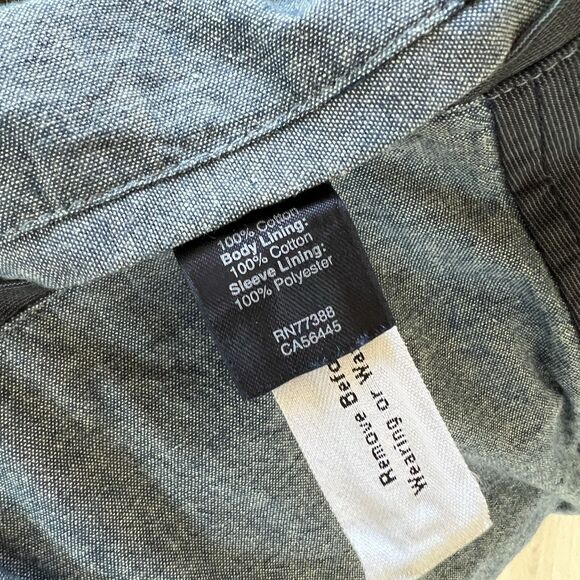 100% Cotton
Body Lining:
100% Cotton
Sleeve Lining:
100% Polyester
RN77388
CA56445
Remove
Wearing or